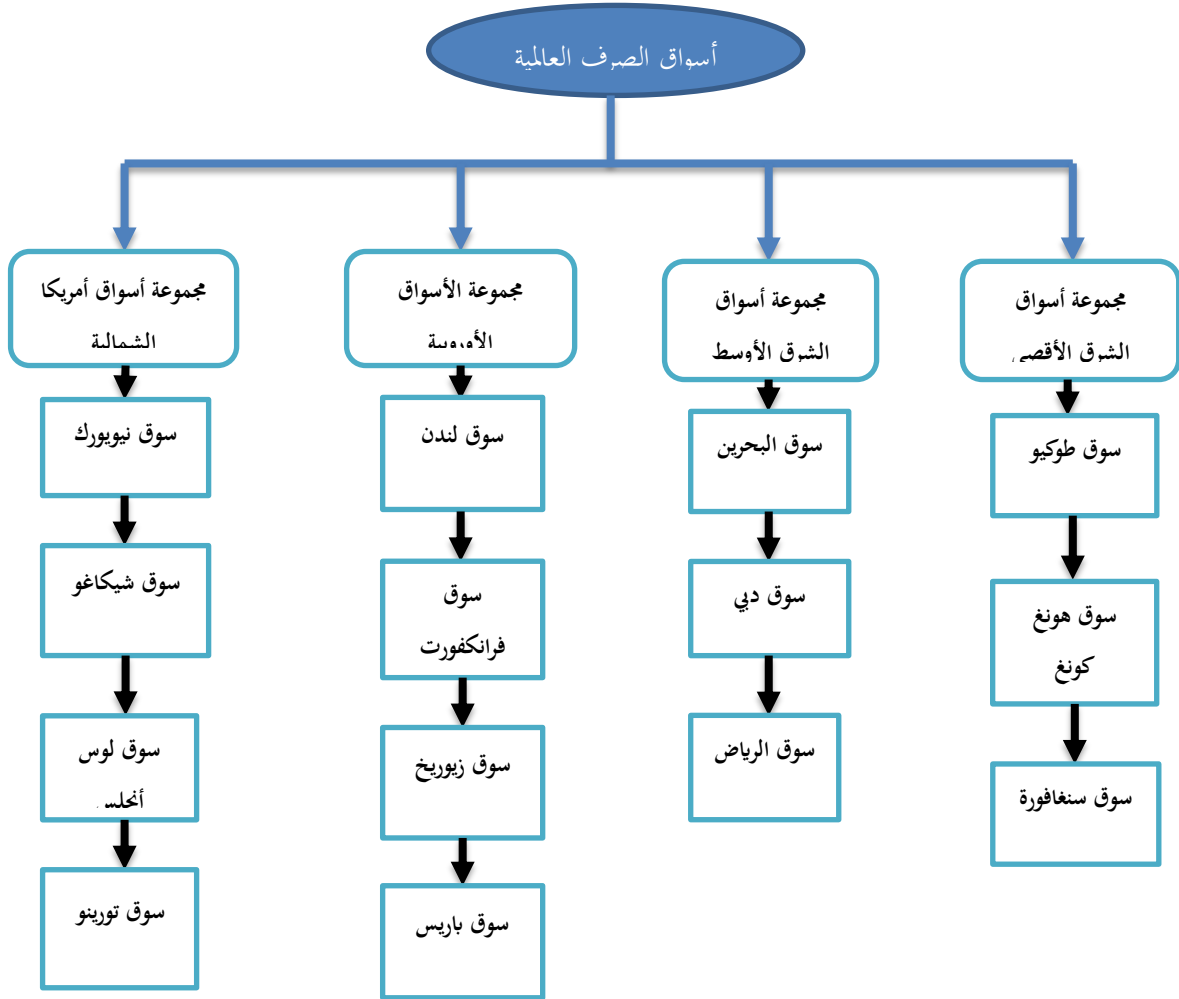 أسواق الصرف العالمية
مجموعة أسواق
الشرق الأقصى
سوق طوكيو
سوق هونغ
كونغ
سوق سنغافورة
مجموعة أسواق
الشرق الأوسط
سوق البحرين
سوق دبي
سوق الرياض
مجموعة الأسواق
الأوروبية
سوق لندن
سوق
فرانكفورت
سوق زيوريخ
سوق باريس
مجموعة أسواق أمريكا
الشمالية
سوق نيويورك
سوق شيكاغو
سوق لوس
أنجلس
سوق تورينو